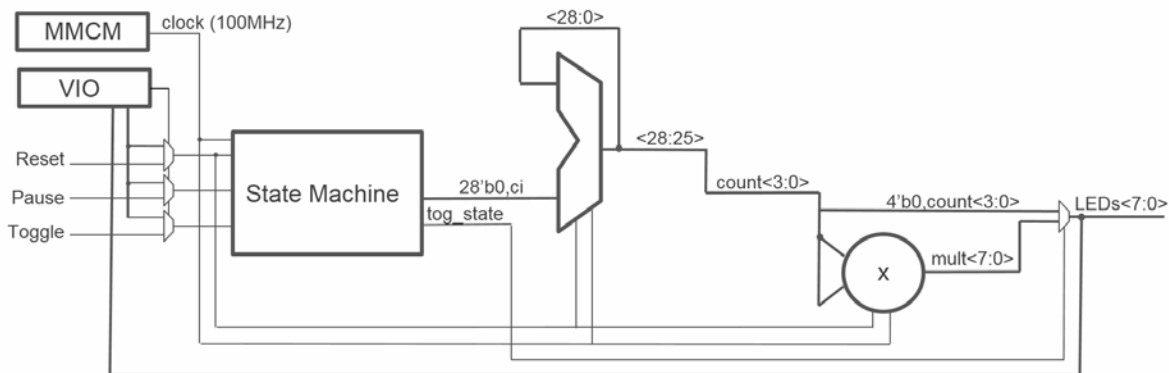 MMCM
clock (100MHz)
<28:0>
VIO
<28:25>
Reset
State Machine
Pause
28'b0,ci
count<3:0>
4'b0,count<3:0>
LEDs<7:0>
tog_state
Toggle
x
mult<7:0>